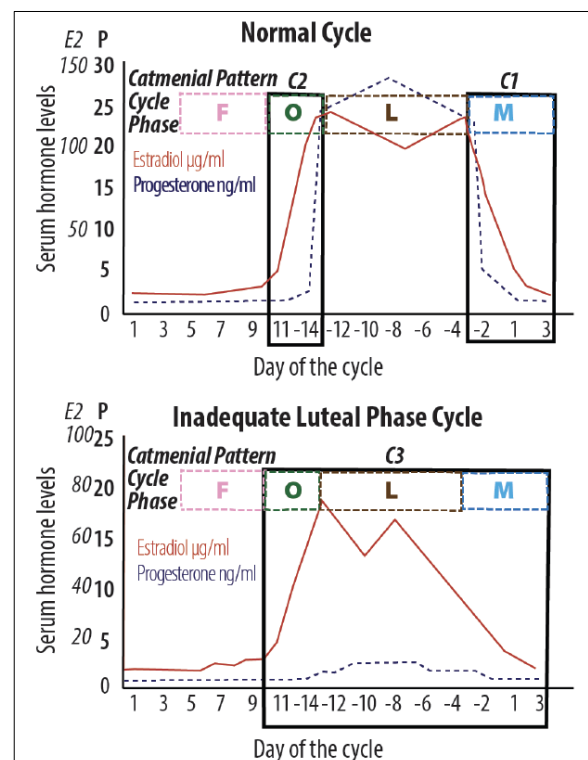 Normal Cycle
E2 P
Catmenial Pattern C2 C1
Cycle Phase F O L M
150 30
25
100 20
15
50 10
5
0
Serum hormone levels
Estradiol µg/ml
Progesterone ng/ml
1 3 5 7 9 11 -14 -12 -10 -8 -6 -4 -2 1 3
Day of the cycle
Inadequate Luteal Phase Cycle
E2 P
Catmenial Pattern C3
Cycle Phase F O L M
100 25
80 20
60 15
40 10
20 5
0
Serum hormone levels
Estradiol µg/ml
Progesterone ng/ml
1 3 5 7 9 11 -14 -12 -10 -8 -6 -4 -2 1 3
Day of the cycle